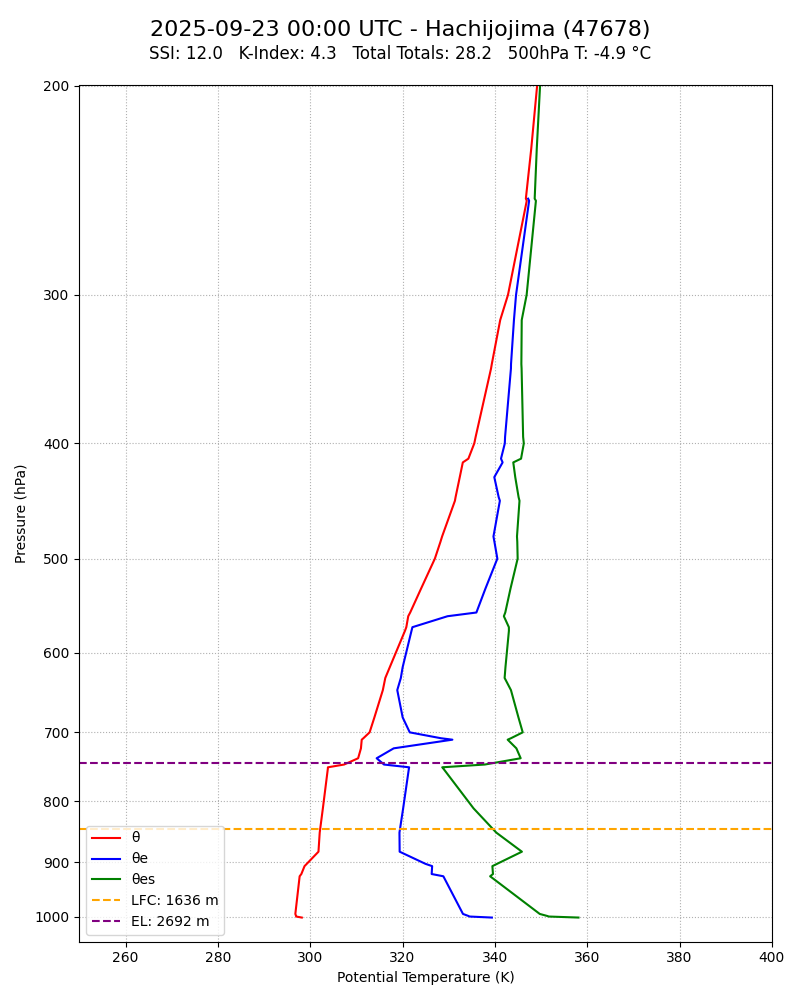 2025-09-23 00:00 UTC - Hachijojima (47678)
SSI: 12.0   K-Index: 4.3   Total Totals: 28.2   500hPa T: -4.9 °C
200
300
400
500
600
700
800
900
1000
Pressure (hPa)
θ
θe
θes
LFC: 1636 m
EL: 2692 m
260 280 300 320 340 360 380 400
Potential Temperature (K)